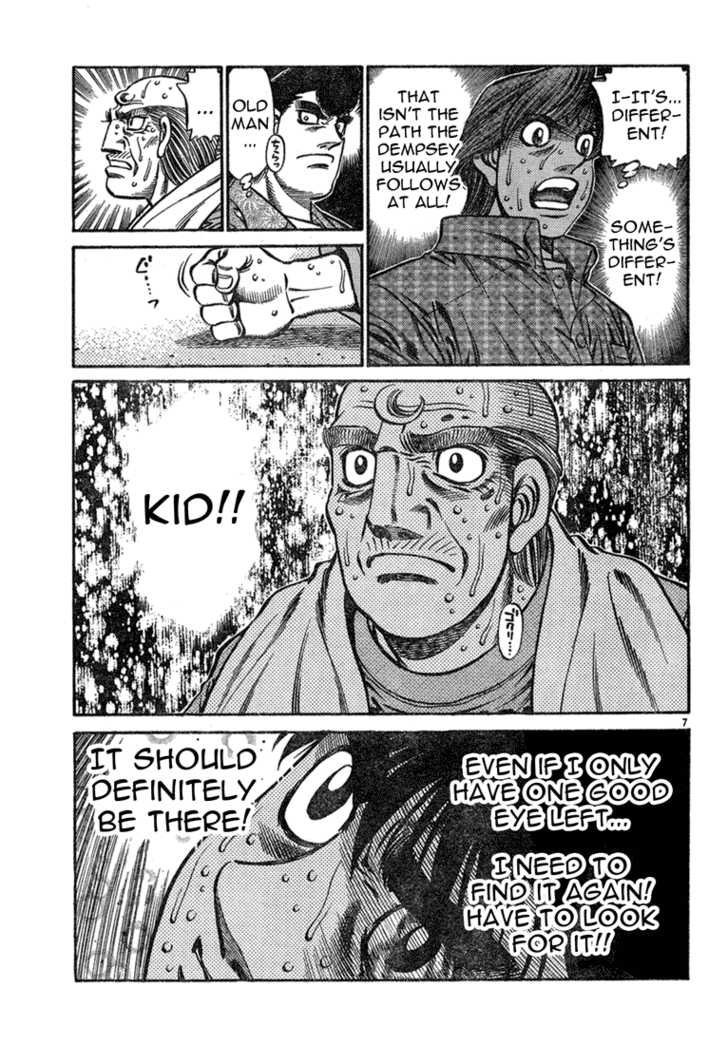 I-IT'S...
DIFFER-
ENT!
SOME-
THING'S
DIFFER-
ENT!
THAT
ISN'T THE
PATH THE
DEMPSEY
USUALLY
FOLLOWS
AT ALL!
OLD
MAN...
...
KID!!
7
IT SHOULD
DEFINITELY
BE THERE!
EVEN IF I ONLY
HAVE ONE GOOD
EYE LEFT...
I NEED TO
FIND IT AGAIN!
HAVE TO LOOK
FOR IT!!